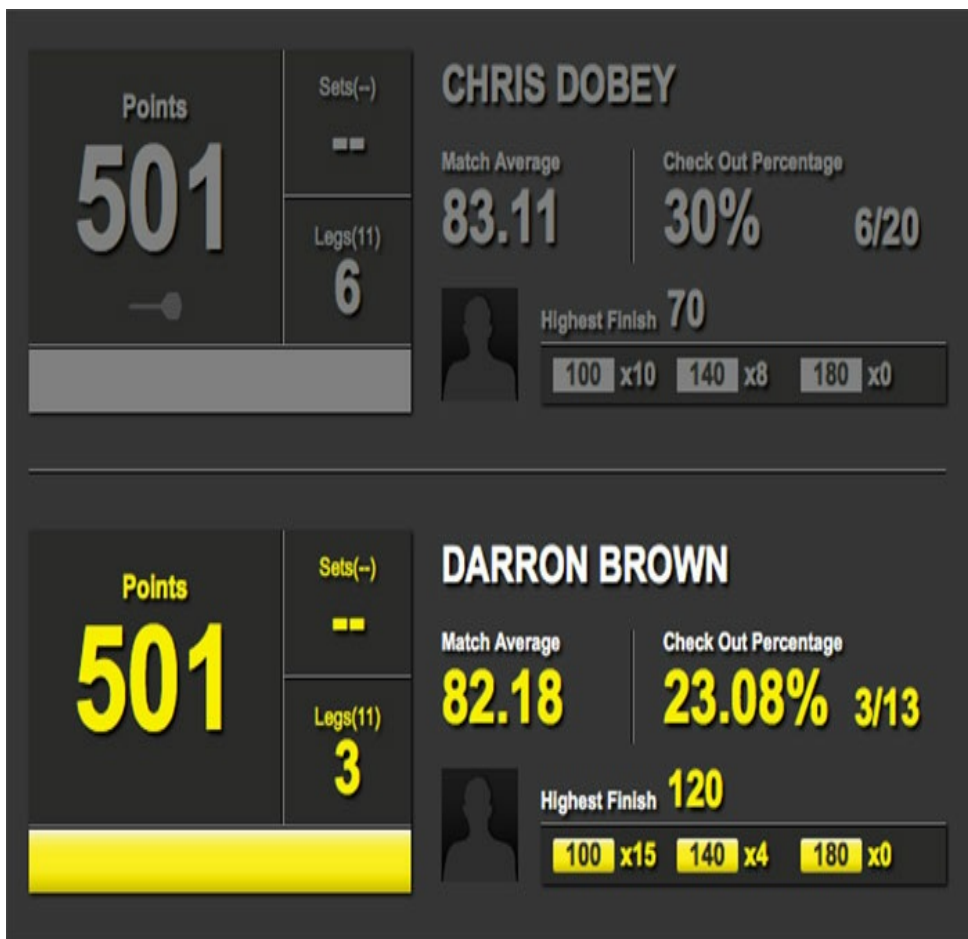 CHRIS DOBEY
Points
501
Sets(--)
--
Legs(11)
6
Match Average
83.11
Check Out Percentage
30% 6/20
Highest Finish 70
100 x10 140 x8 180 x0
DARRON BROWN
Points
501
Sets(--)
--
Legs(11)
3
Match Average
82.18
Check Out Percentage
23.08% 3/13
Highest Finish 120
100 x15 140 x4 180 x0